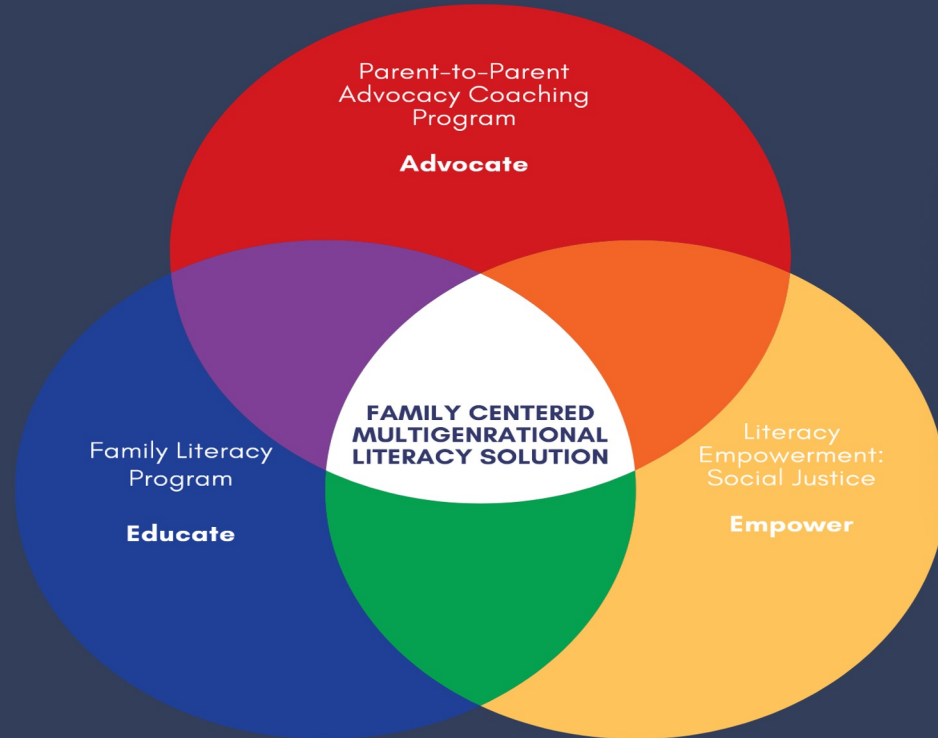 Parent-to-Parent
Advocacy Coaching
Program
Advocate
FAMILY CENTERED
MULTIGENRATIONAL
LITERACY SOLUTION
Family Literacy
Program
Educate
Literacy
Empowerment:
Social Justice
Empower